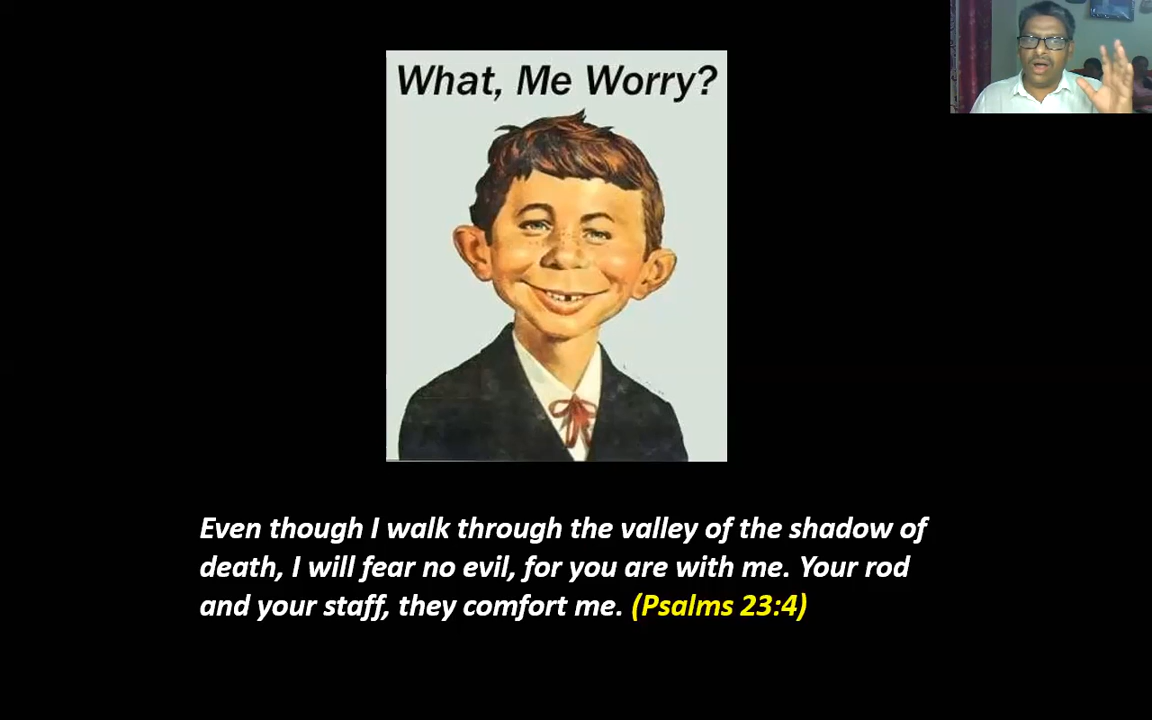 What, Me Worry?
Even though I walk through the valley of the shadow of
death, I will fear no evil, for you are with me. Your rod
and your staff, they comfort me. (Psalms 23:4)